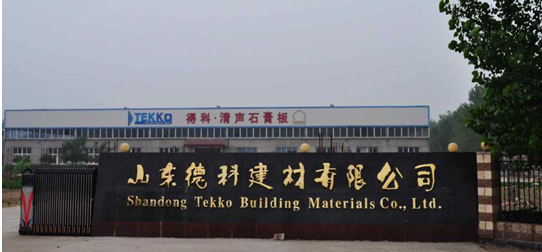 TEKKO 得科·清声石膏板
山东德科建材有限公司
Shandong Tekko Building Materials Co., Ltd.